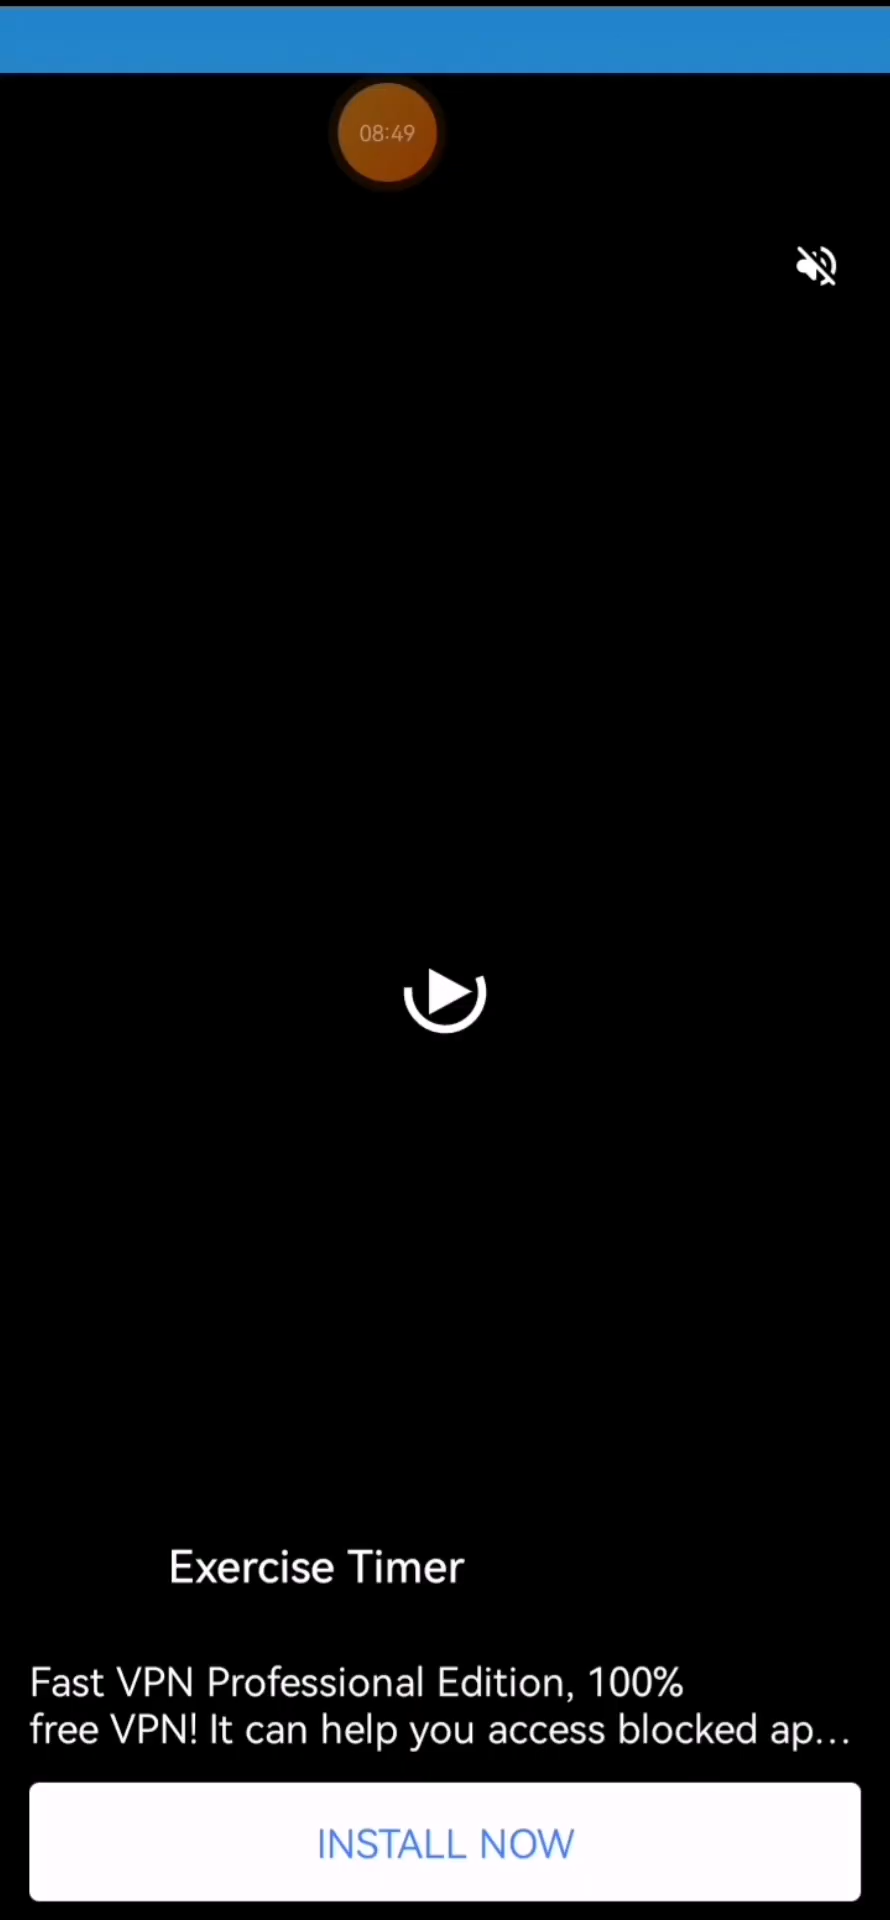 08:49
Exercise Timer
Fast VPN Professional Edition, 100%
free VPN! It can help you access blocked ap...
INSTALL NOW